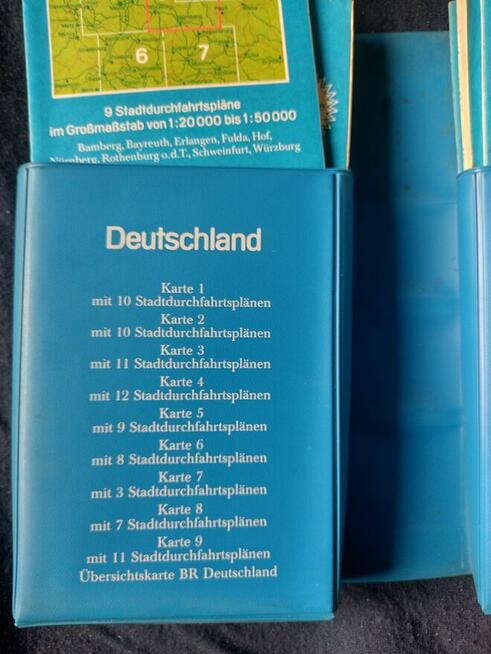 6 7
9 Stadtdurchfahrtspläne
im Großmaßstab von 1:20 000 bis 1:50 000
Bamberg, Bayreuth, Erlangen, Fulda, Hof,
Nürnberg, Rothenburg o.d.T., Schweinfurt, Würzburg
Deutschland
Karte 1
mit 10 Stadtdurchfahrtsplänen
Karte 2
mit 10 Stadtdurchfahrtsplänen
Karte 3
mit 11 Stadtdurchfahrtsplänen
Karte 4
mit 12 Stadtdurchfahrtsplänen
Karte 5
mit 9 Stadtdurchfahrtsplänen
Karte 6
mit 8 Stadtdurchfahrtsplänen
Karte 7
mit 3 Stadtdurchfahrtsplänen
Karte 8
mit 7 Stadtdurchfahrtsplänen
Karte 9
mit 11 Stadtdurchfahrtsplänen
Übersichtskarte BR Deutschland